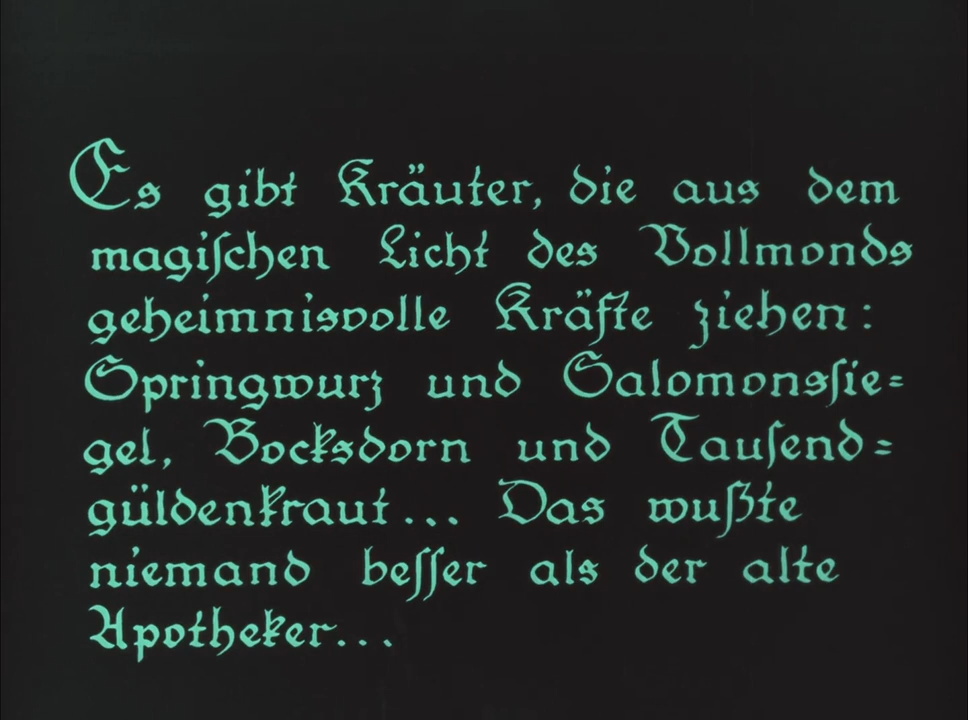 Es gibt Kräuter, die aus dem
magiſchen Licht des Vollmonds
geheimnisvolle Kräfte ziehen:
Springwurz und Salomonsſie=
gel, Bocksdorn und Tauſend=
güldenkraut... Das wußte
niemand beſſer als der alte
Apotheker...